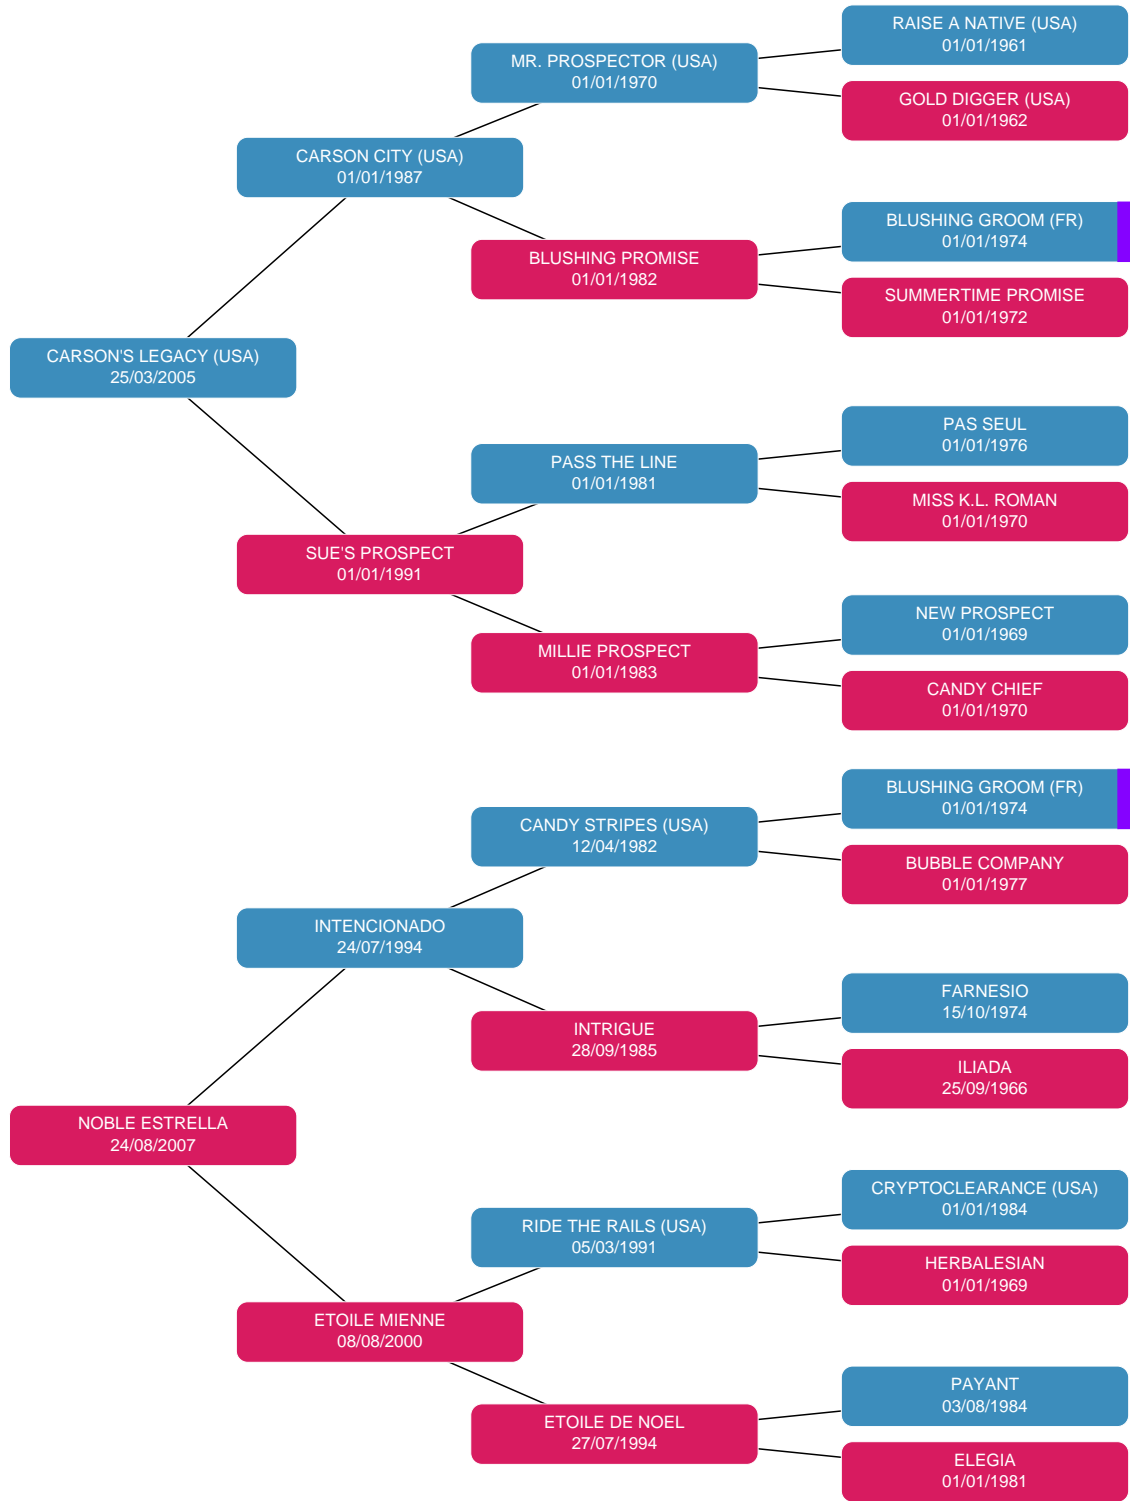 RAISE A NATIVE (USA)
01/01/1961
MR. PROSPECTOR (USA)
01/01/1970
GOLD DIGGER (USA)
01/01/1962
CARSON CITY (USA)
01/01/1987
BLUSHING GROOM (FR)
01/01/1974
BLUSHING PROMISE
01/01/1982
SUMMERTIME PROMISE
01/01/1972
CARSON'S LEGACY (USA)
25/03/2005
PAS SEUL
01/01/1976
PASS THE LINE
01/01/1981
MISS K.L. ROMAN
01/01/1970
SUE'S PROSPECT
01/01/1991
NEW PROSPECT
01/01/1969
MILLIE PROSPECT
01/01/1983
CANDY CHIEF
01/01/1970
BLUSHING GROOM (FR)
01/01/1974
CANDY STRIPES (USA)
12/04/1982
BUBBLE COMPANY
01/01/1977
INTENCIONADO
24/07/1994
FARNESIO
15/10/1974
INTRIGUE
28/09/1985
ILIADA
25/09/1966
NOBLE ESTRELLA
24/08/2007
CRYPTOCLEARANCE (USA)
01/01/1984
RIDE THE RAILS (USA)
05/03/1991
HERBALESIAN
01/01/1969
ETOILE MIENNE
08/08/2000
PAYANT
03/08/1984
ETOILE DE NOEL
27/07/1994
ELEGIA
01/01/1981